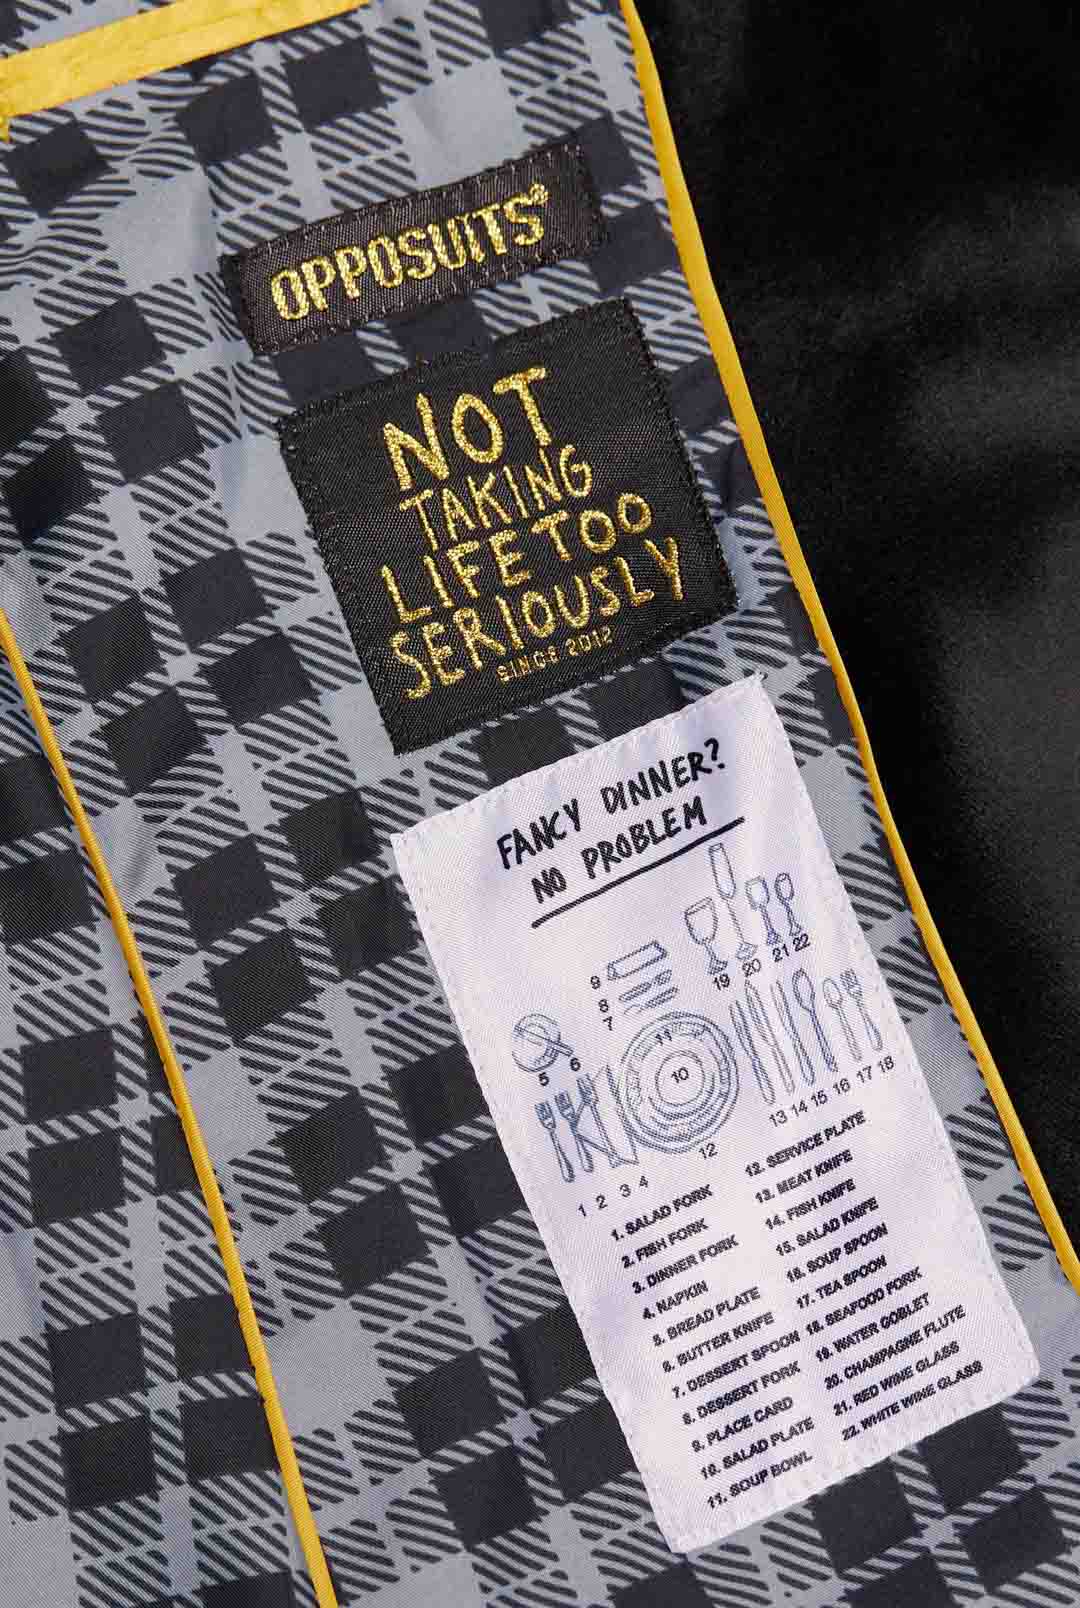 OPPOSUITS®
NOT
TAKING
LIFE TOO
SERIOUSLY
SINCE 2012
FANCY DINNER?
NO PROBLEM
9
8
7
5 6
11
10
12
19 20 21 22
1 2 3 4
13 14 15 16 17 18
1. SALAD FORK
2. FISH FORK
3. DINNER FORK
4. NAPKIN
5. BREAD PLATE
6. BUTTER KNIFE
7. DESSERT SPOON
8. DESSERT FORK
9. PLACE CARD
10. SALAD PLATE
11. SOUP BOWL
12. SERVICE PLATE
13. MEAT KNIFE
14. FISH KNIFE
15. SALAD KNIFE
16. SOUP SPOON
17. TEA SPOON
18. SEAFOOD FORK
19. WATER GOBLET
20. CHAMPAGNE FLUTE
21. RED WINE GLASS
22. WHITE WINE GLASS